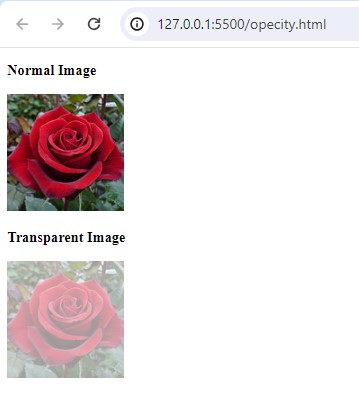 127.0.0.1:5500/opecity.html
Normal Image
Transparent Image